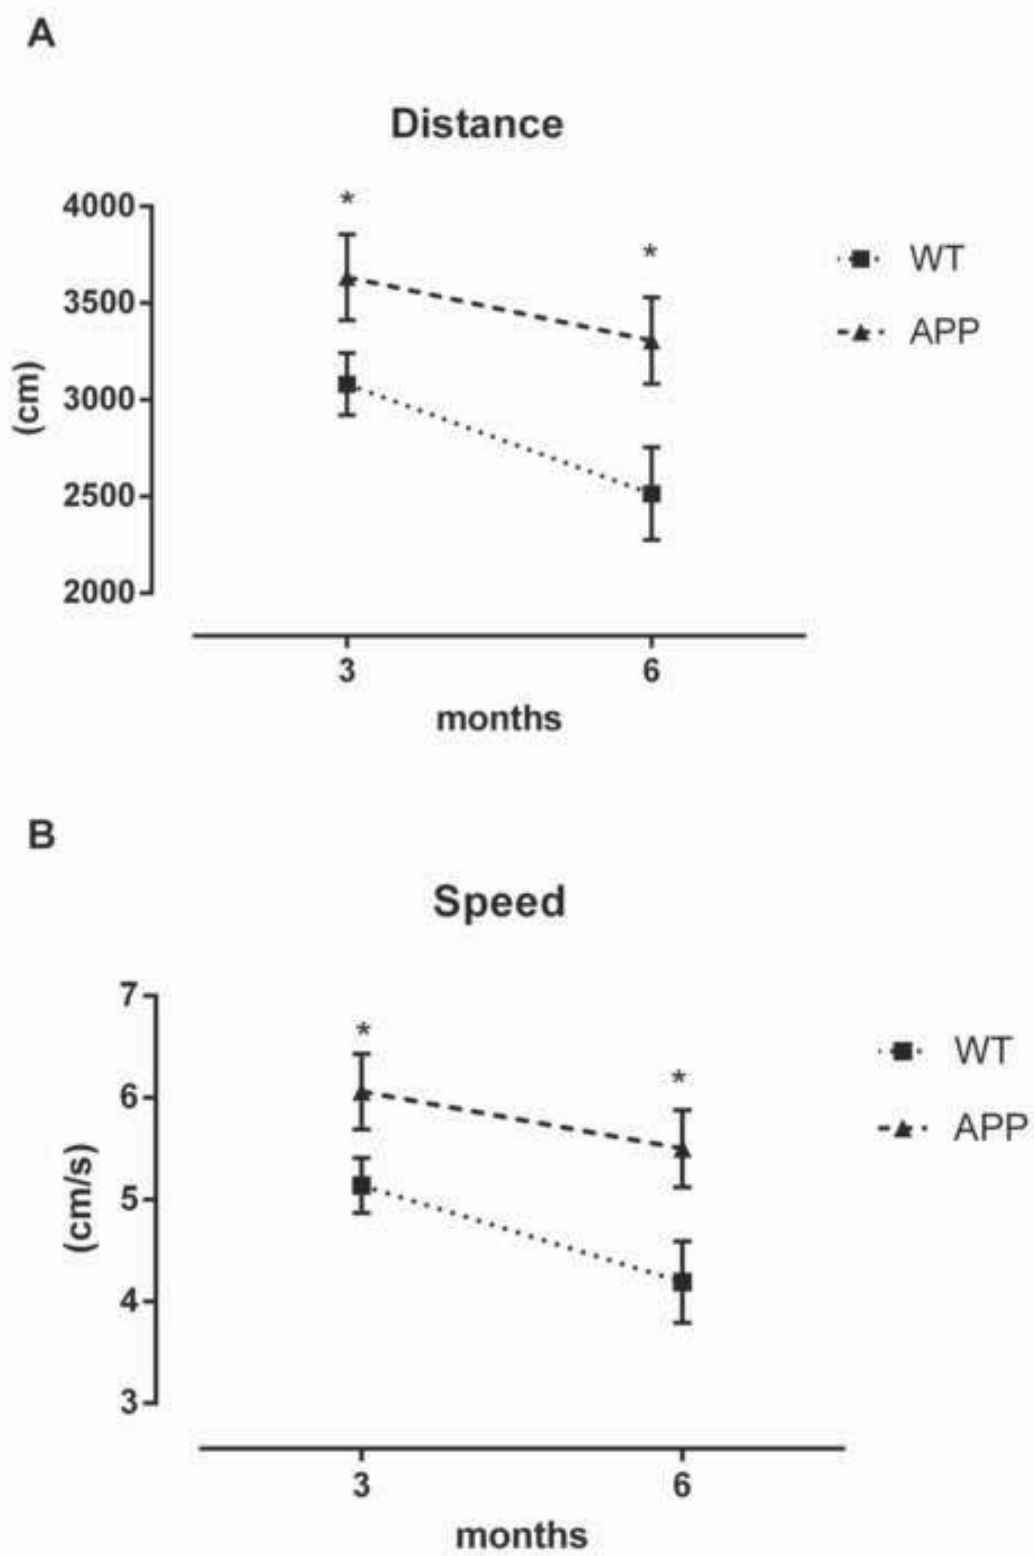 A
Distance
4000
3500
3000
2500
2000
(cm)
*
*
WT
APP
3 6
months
B
Speed
7
6
5
4
3
(cm/s)
*
*
WT
APP
3 6
months